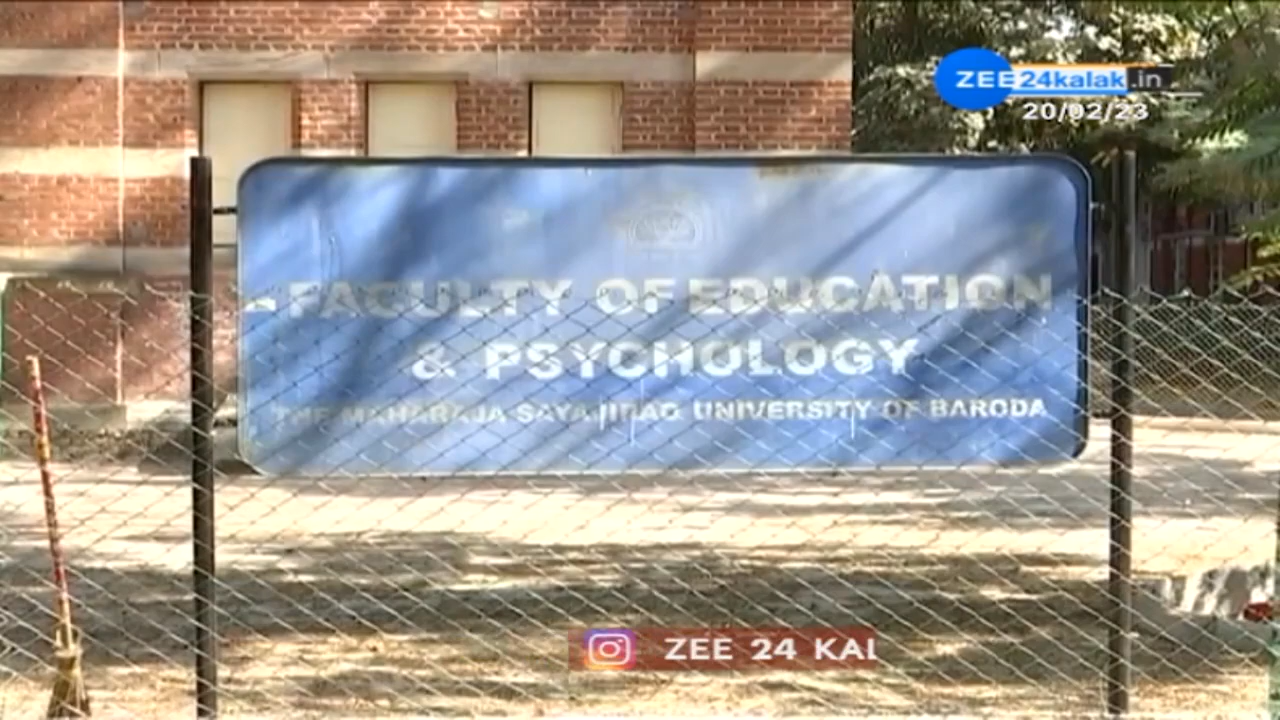 ZEE24kalak.in
20/02/23
FACULTY OF EDUCATION
& PSYCHOLOGY
THE MAHARAJA SAYAJIRAO UNIVERSITY OF BARODA
ZEE 24 KAL